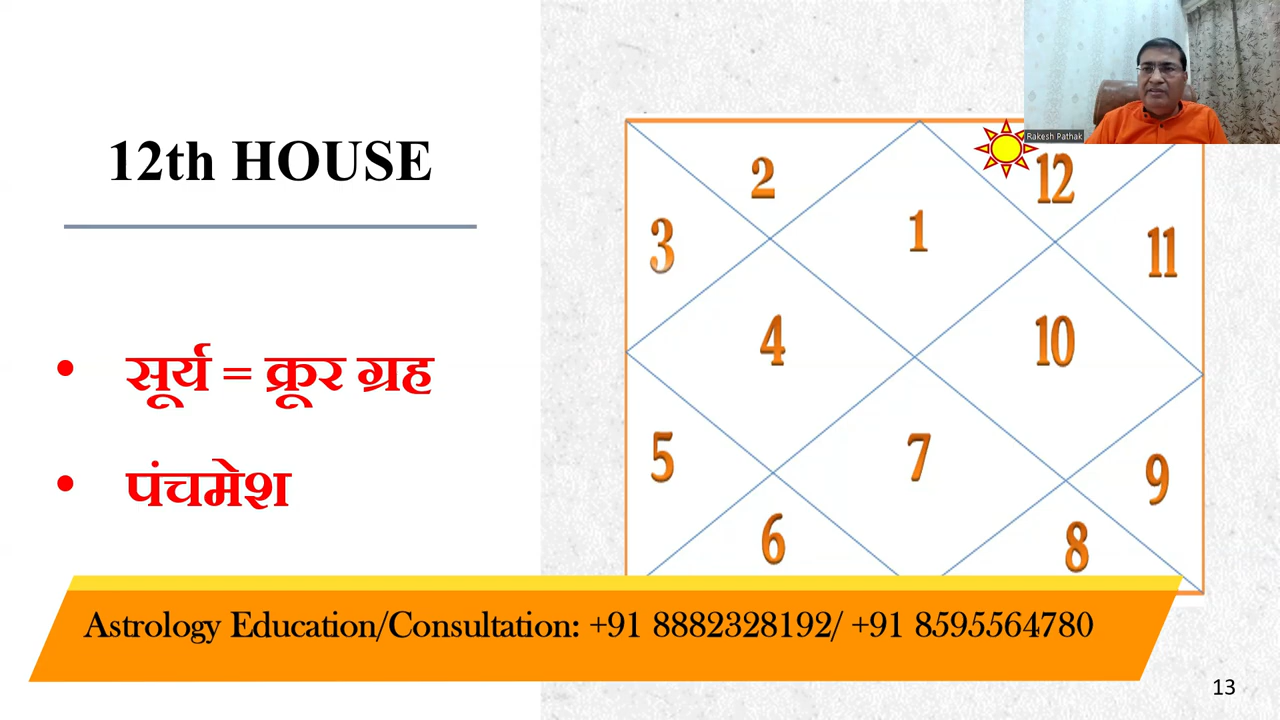 12th HOUSE
• सूर्य = क्रूर ग्रह
• पंचमेश
Rakesh Pathak
2
12
3
1
11
4
10
5
7
9
6
8
Astrology Education/Consultation: +91 8882328192/ +91 8595564780
13